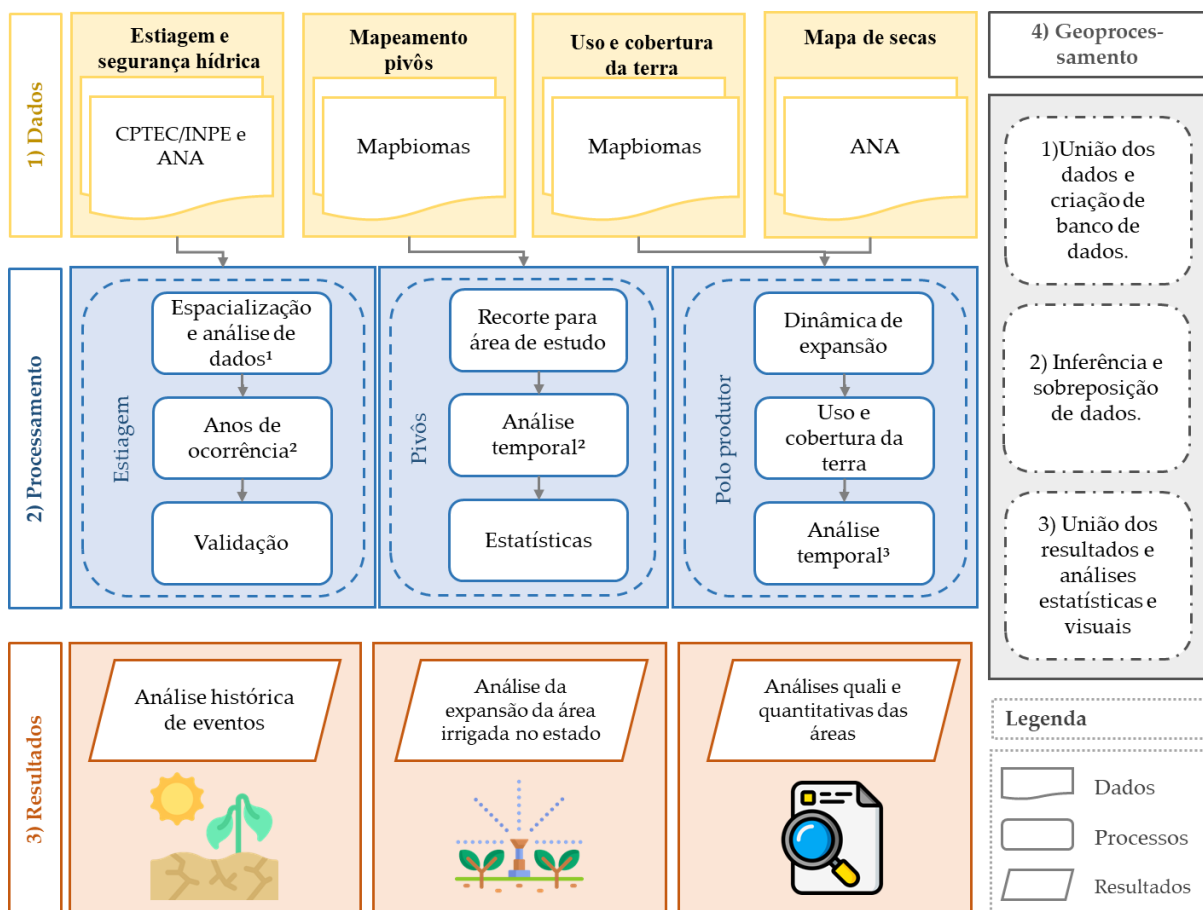 1) Dados
Estiagem e
segurança hídrica
CPTEC/INPE e
ANA
Mapeamento
pivôs
Mapbiomas
Uso e cobertura
da terra
Mapbiomas
Mapa de secas
ANA
2) Processamento
Estiagem
Espacialização
e análise de
dados¹
Anos de
ocorrência²
Validação
Pivôs
Recorte para
área de estudo
Análise
temporal²
Estatísticas
Polo produtor
Dinâmica de
expansão
Uso e
cobertura da
terra
Análise
temporal³
3) Resultados
Análise histórica
de eventos
Análise da
expansão da área
irrigada no estado
Análises quali e
quantitativas das
áreas
4) Geoproces-
samento
1)União dos
dados e
criação de
banco de
dados.
2) Inferência e
sobreposição
de dados.
3) União dos
resultados e
análises
estatísticas e
visuais
Legenda
Dados
Processos
Resultados